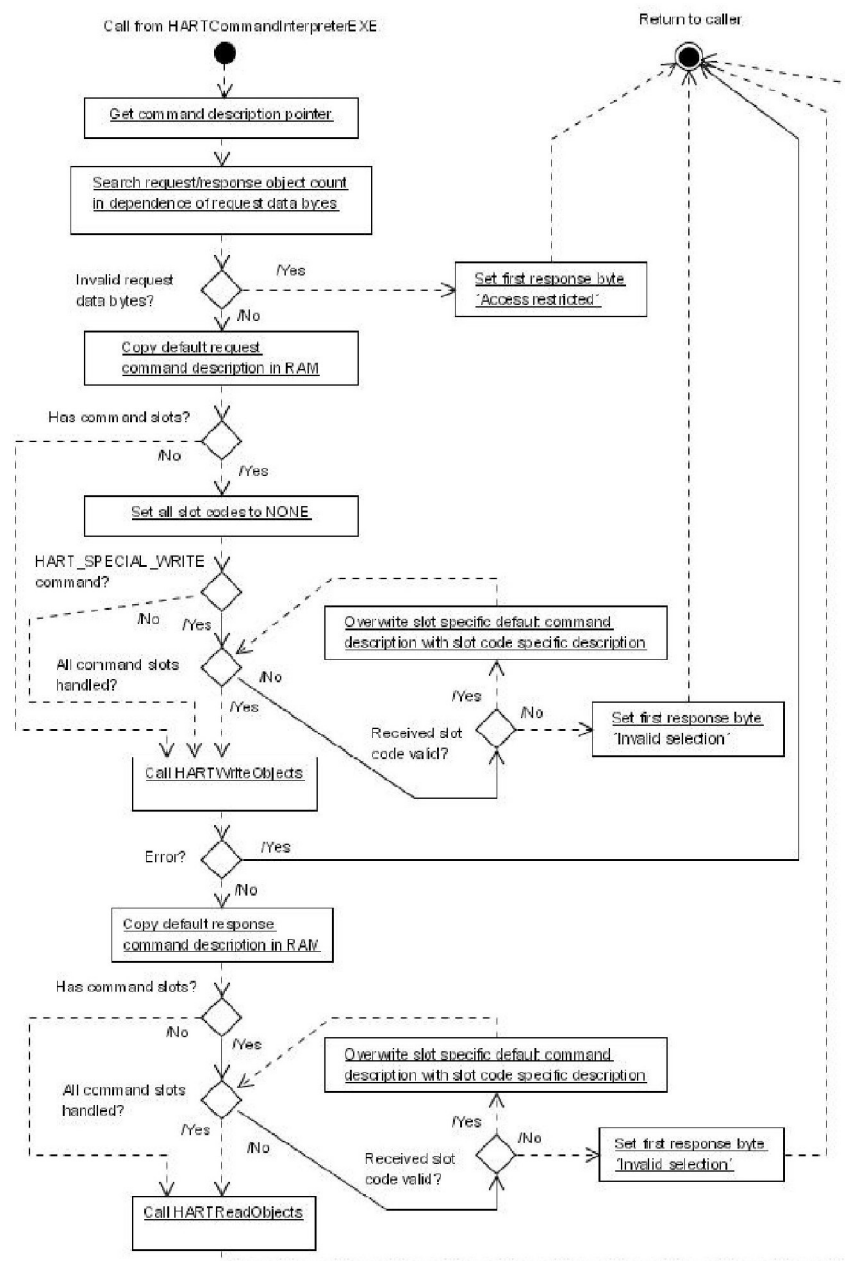 Call from HARTCommandInterpreterEXE
Return to caller
Get command description pointer
Search request/response object count
in dependence of request data bytes
Invalid request
data bytes?
/Yes
Set first response byte
´Access restricted´
/No
Copy default request
command description in RAM
Has command slots?
/No
/Yes
Set all slot codes to NONE
HART_SPECIAL_WRITE
command?
/No
/Yes
Overwrite slot specific default command
description with slot code specific description
All command slots
handled?
/No
/Yes
/Yes
Received slot
code valid?
/No
Set first response byte
´Invalid selection´
Call HARTWriteObjects
Error?
/Yes
/No
Copy default response
command description in RAM
Has command slots?
/No
/Yes
Overwrite slot specific default command
description with slot code specific description
All command slots
handled?
/Yes
/No
/Yes
Received slot
code valid?
/No
Set first response byte
´Invalid selection´
Call HARTReadObjects